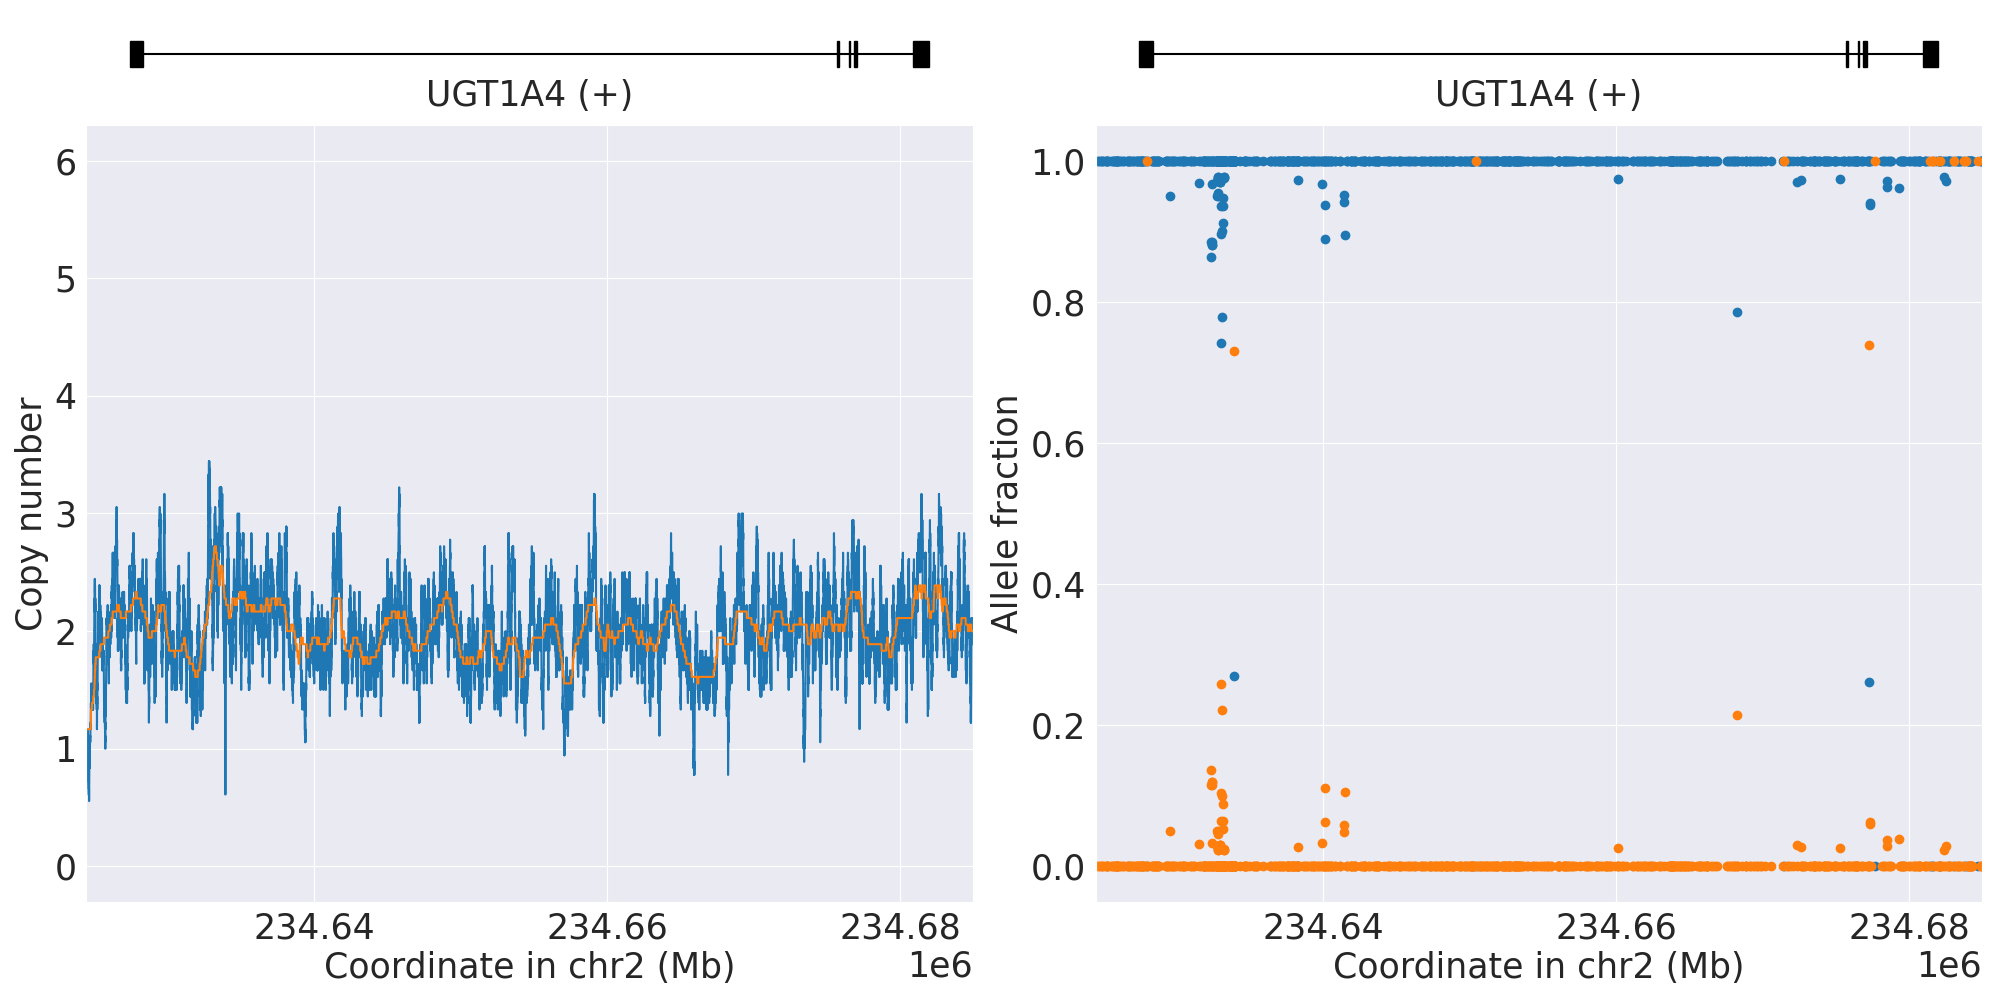 UGT1A4 (+)
6
5
4
3
2
1
0
Copy number
234.64 234.66 234.68
1e6
Coordinate in chr2 (Mb)
UGT1A4 (+)
1.0
0.8
0.6
0.4
0.2
0.0
Allele fraction
234.64 234.66 234.68
1e6
Coordinate in chr2 (Mb)